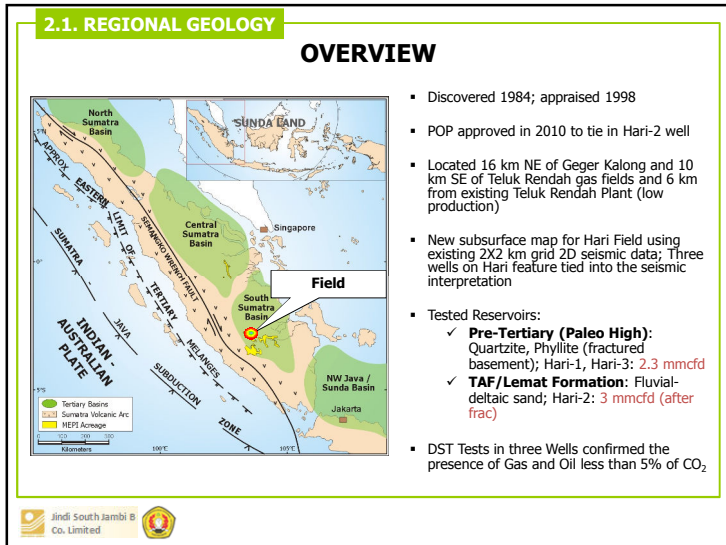 2.1. REGIONAL GEOLOGY
OVERVIEW
North
Sumatra
Basin
SUNDA LAND
5°N
APPROX
EASTERN
LIMIT OF
TERTIARY
MELANGES
SEMANGKO WRENCH FAULT
Central
Sumatra
Basin
Singapore
0°
SUMATRA -
JAVA
SUBDUCTION
ZONE
Field
South
Sumatra
Basin
INDIAN -
AUSTRALIAN
PLATE
NW Java /
Sunda Basin
5°S
Jakarta
Tertiary Basins
Sumatra Volcanic Arc
MEPI Acreage
0 100 200 300
Kilometers
100°E
105°E
▪ Discovered 1984; appraised 1998
▪ POP approved in 2010 to tie in Hari-2 well
▪ Located 16 km NE of Geger Kalong and 10
km SE of Teluk Rendah gas fields and 6 km
from existing Teluk Rendah Plant (low
production)
▪ New subsurface map for Hari Field using
existing 2X2 km grid 2D seismic data; Three
wells on Hari feature tied into the seismic
interpretation
▪ Tested Reservoirs:
✓ Pre-Tertiary (Paleo High):
Quartzite, Phyllite (fractured
basement); Hari-1, Hari-3: 2.3 mmcfd
✓ TAF/Lemat Formation: Fluvial-
deltaic sand; Hari-2: 3 mmcfd (after
frac)
▪ DST Tests in three Wells confirmed the
presence of Gas and Oil less than 5% of CO₂
Jindi South Jambi B
Co. Limited